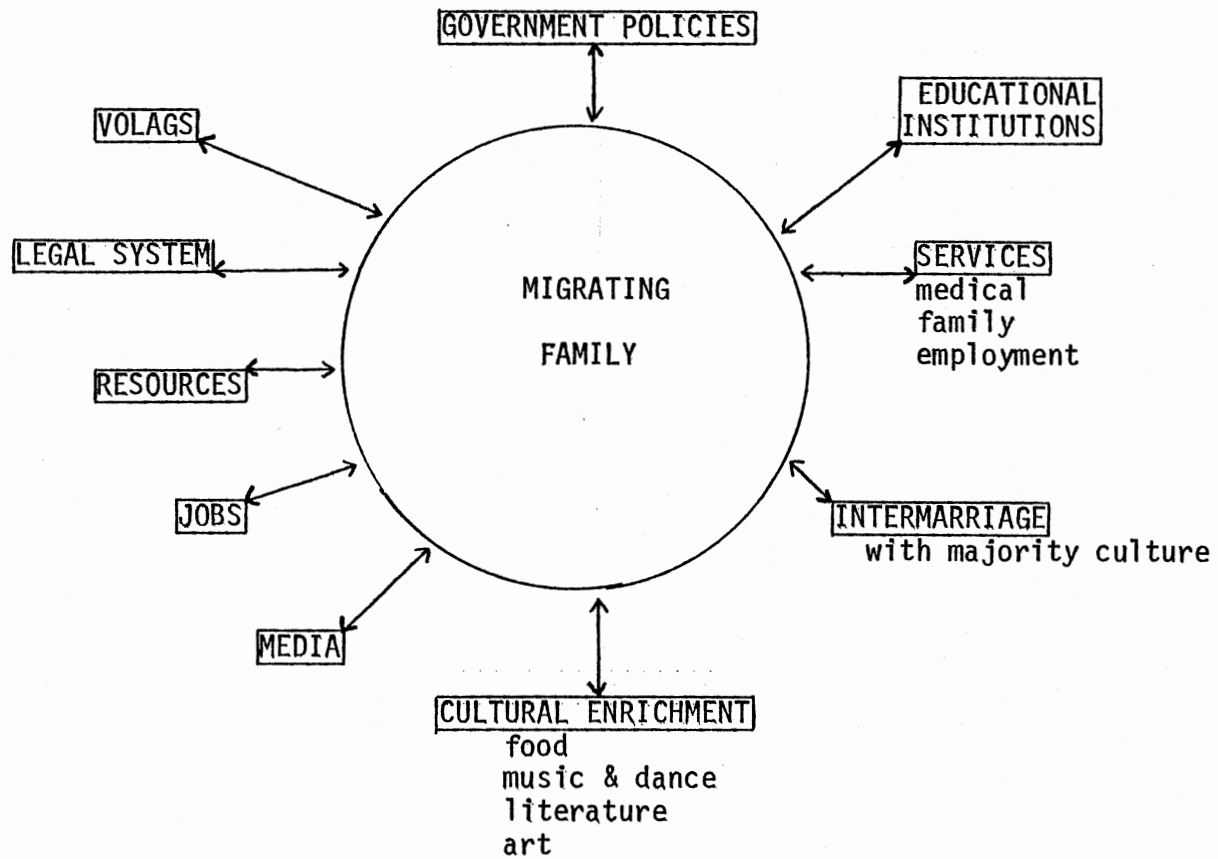 GOVERNMENT POLICIES
VOLAGS
EDUCATIONAL
INSTITUTIONS
LEGAL SYSTEM
SERVICES
medical
family
employment
MIGRATING
FAMILY
RESOURCES
JOBS
INTERMARRIAGE
with majority culture
MEDIA
CULTURAL ENRICHMENT
food
music & dance
literature
art